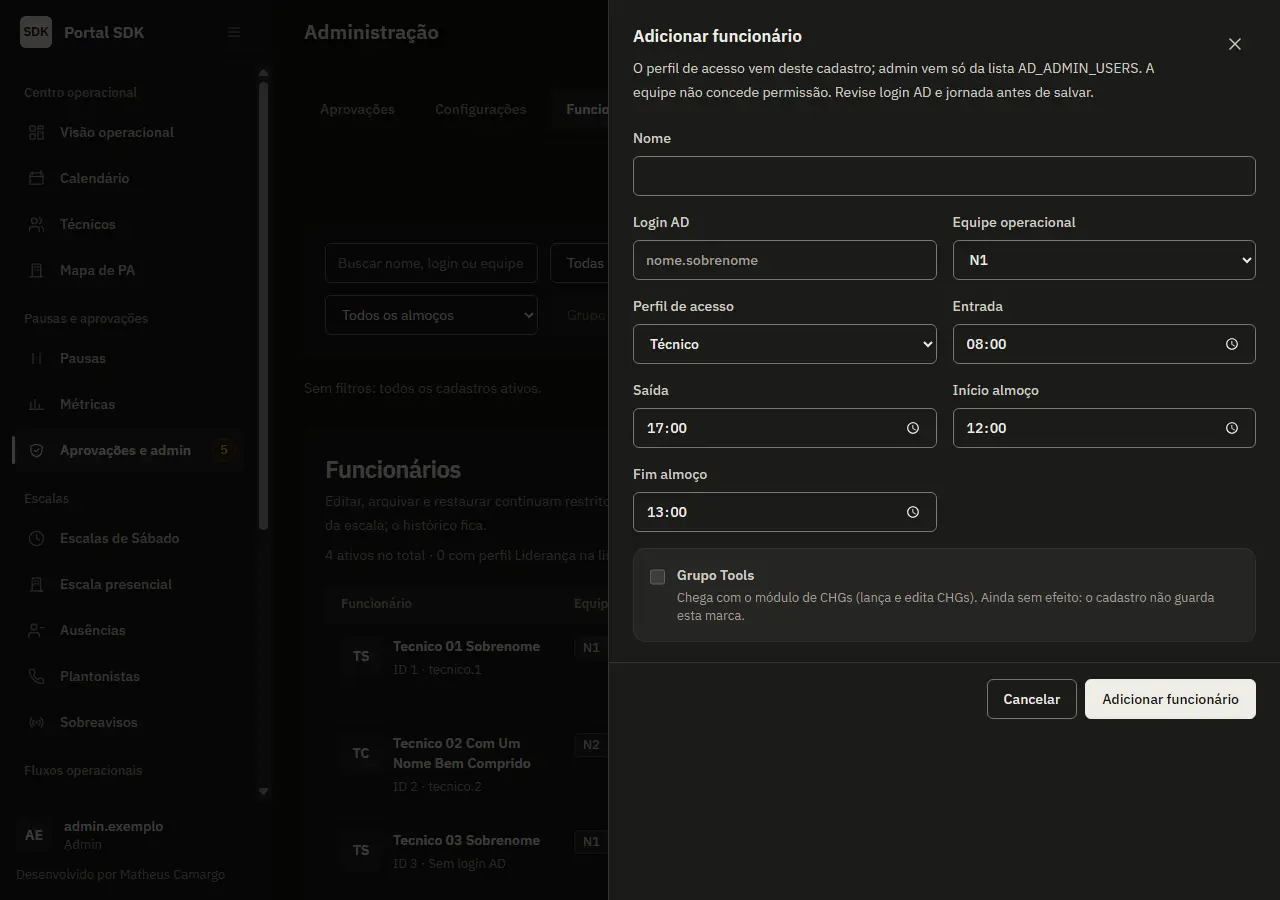 SDK
Portal SDK
Centro operacional
Visão operacional
Calendário
Técnicos
Mapa de PA
Pausas e aprovações
Pausas
Métricas
Aprovações e admin
5
Escalas
Escalas de Sábado
Escala presencial
Ausências
Plantonistas
Sobreavisos
Fluxos operacionais
AE
admin.exemplo
Admin
Desenvolvido por Matheus Camargo
Administração
Aprovações
Configurações
Funcio
Buscar nome, login ou equipe
Todas
Todos os almoços
Grupo
Sem filtros: todos os cadastros ativos.
Funcionários
Editar, arquivar e restaurar continuam restrito
da escala; o histórico fica.
4 ativos no total · 0 com perfil Liderança na li
Funcionário
Equip
TS
Tecnico 01 Sobrenome
N1
ID 1 · tecnico.1
TC
Tecnico 02 Com Um
Nome Bem Comprido
N2
ID 2 · tecnico.2
TS
Tecnico 03 Sobrenome
N1
ID 3 · Sem login AD
Adicionar funcionário
O perfil de acesso vem deste cadastro; admin vem só da lista AD_ADMIN_USERS. A
equipe não concede permissão. Revise login AD e jornada antes de salvar.
Nome
Login AD
Equipe operacional
nome.sobrenome
N1
Perfil de acesso
Entrada
Técnico
08:00
Saída
Início almoço
17:00
12:00
Fim almoço
13:00
Grupo Tools
Chega com o módulo de CHGs (lança e edita CHGs). Ainda sem efeito: o cadastro não guarda
esta marca.
Cancelar
Adicionar funcionário